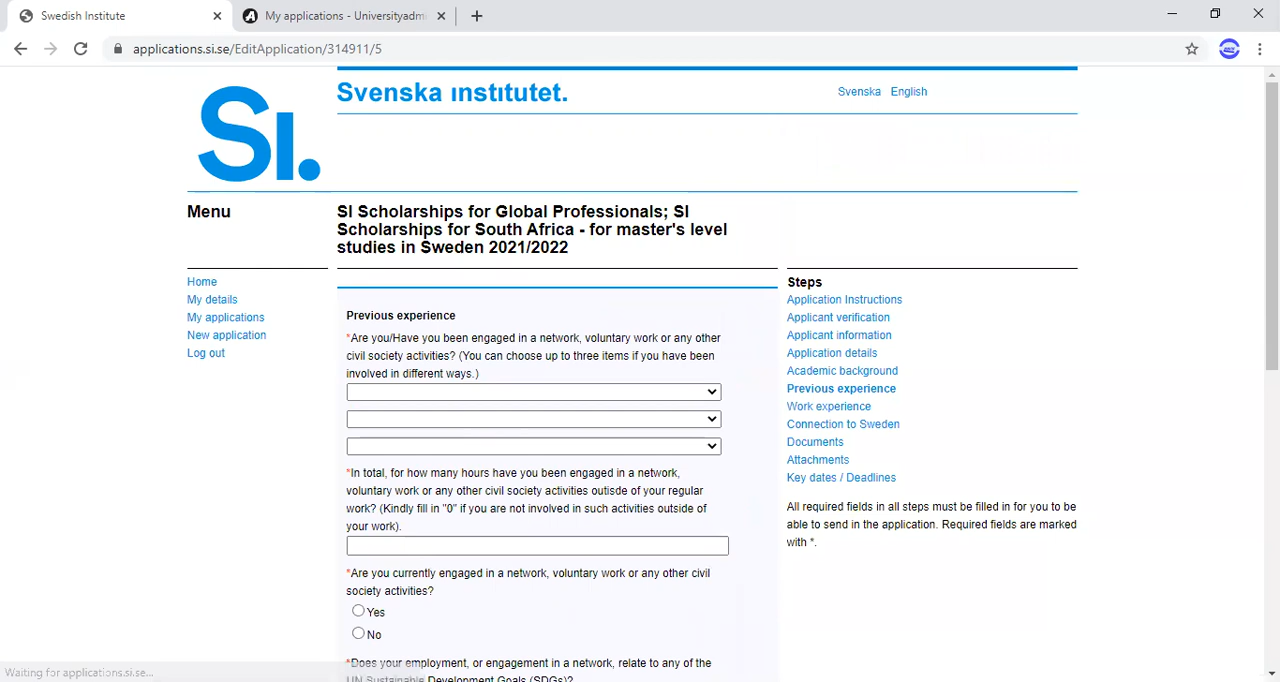 Swedish Institute
My applications - Universityadm
applications.si.se/EditApplication/314911/5
Si.
Svenska ınstıtutet.
Svenska English
Menu
SI Scholarships for Global Professionals; SI
Scholarships for South Africa - for master's level
studies in Sweden 2021/2022
Home
My details
My applications
New application
Log out
Previous experience
*Are you/Have you been engaged in a network, voluntary work or any other
civil society activities? (You can choose up to three items if you have been
involved in different ways.)
*In total, for how many hours have you been engaged in a network,
voluntary work or any other civil society activities outisde of your regular
work? (Kindly fill in "0" if you are not involved in such activities outside of
your work).
*Are you currently engaged in a network, voluntary work or any other civil
society activities?
Yes
No
*Does your employment, or engagement in a network, relate to any of the
UN Sustainable Development Goals (SDGs)?
Steps
Application Instructions
Applicant verification
Applicant information
Application details
Academic background
Previous experience
Work experience
Connection to Sweden
Documents
Attachments
Key dates / Deadlines
All required fields in all steps must be filled in for you to be
able to send in the application. Required fields are marked
with *.
Waiting for applications.si.se...